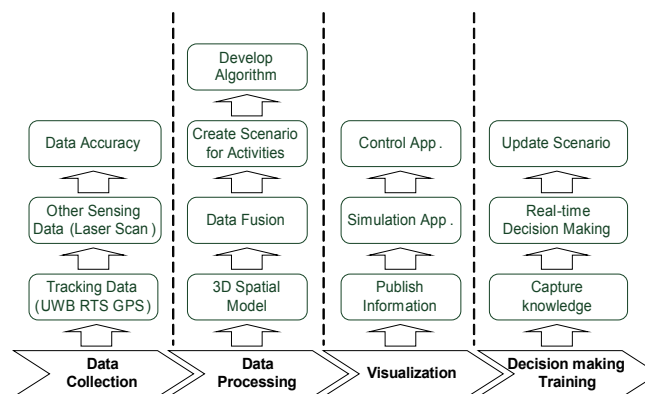 Develop
Algorithm
Data Accuracy
Create Scenario
for Activities
Control App.
Update Scenario
Other Sensing
Data (Laser Scan)
Data Fusion
Simulation App.
Real-time
Decision Making
Tracking Data
(UWB RTS GPS)
3D Spatial
Model
Publish
Information
Capture
knowledge
Data
Collection
Data
Processing
Visualization
Decision making
Training